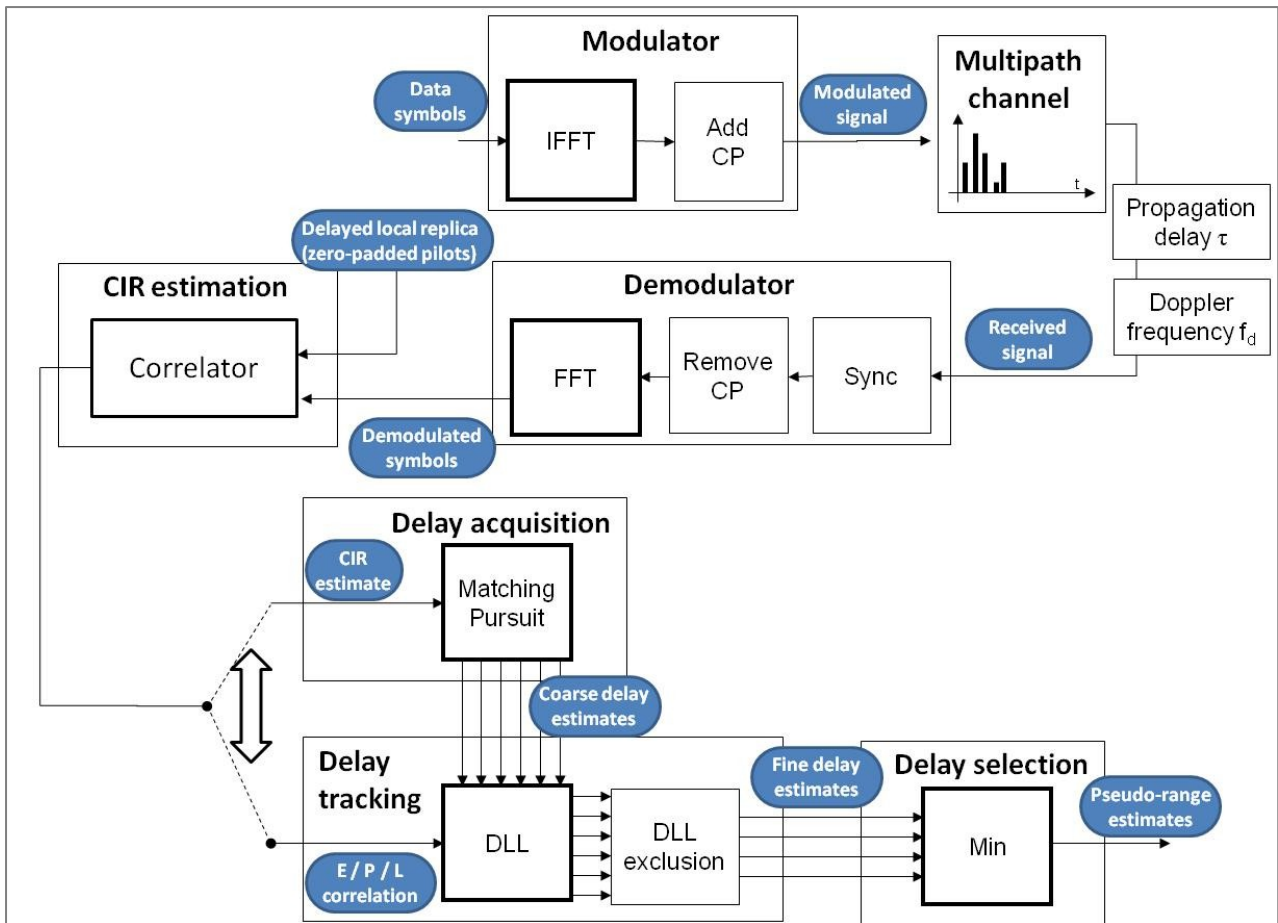 Modulator
Data
symbols
IFFT
Add
CP
Modulated
signal
Multipath
channel
t
Propagation
delay τ
Doppler
frequency fd
Delayed local replica
(zero-padded pilots)
CIR estimation
Correlator
Demodulator
FFT
Remove
CP
Sync
Received
signal
Demodulated
symbols
Delay acquisition
CIR
estimate
Matching
Pursuit
Coarse delay
estimates
Delay
tracking
DLL
DLL
exclusion
E / P / L
correlation
Fine delay
estimates
Delay selection
Min
Pseudo-range
estimates